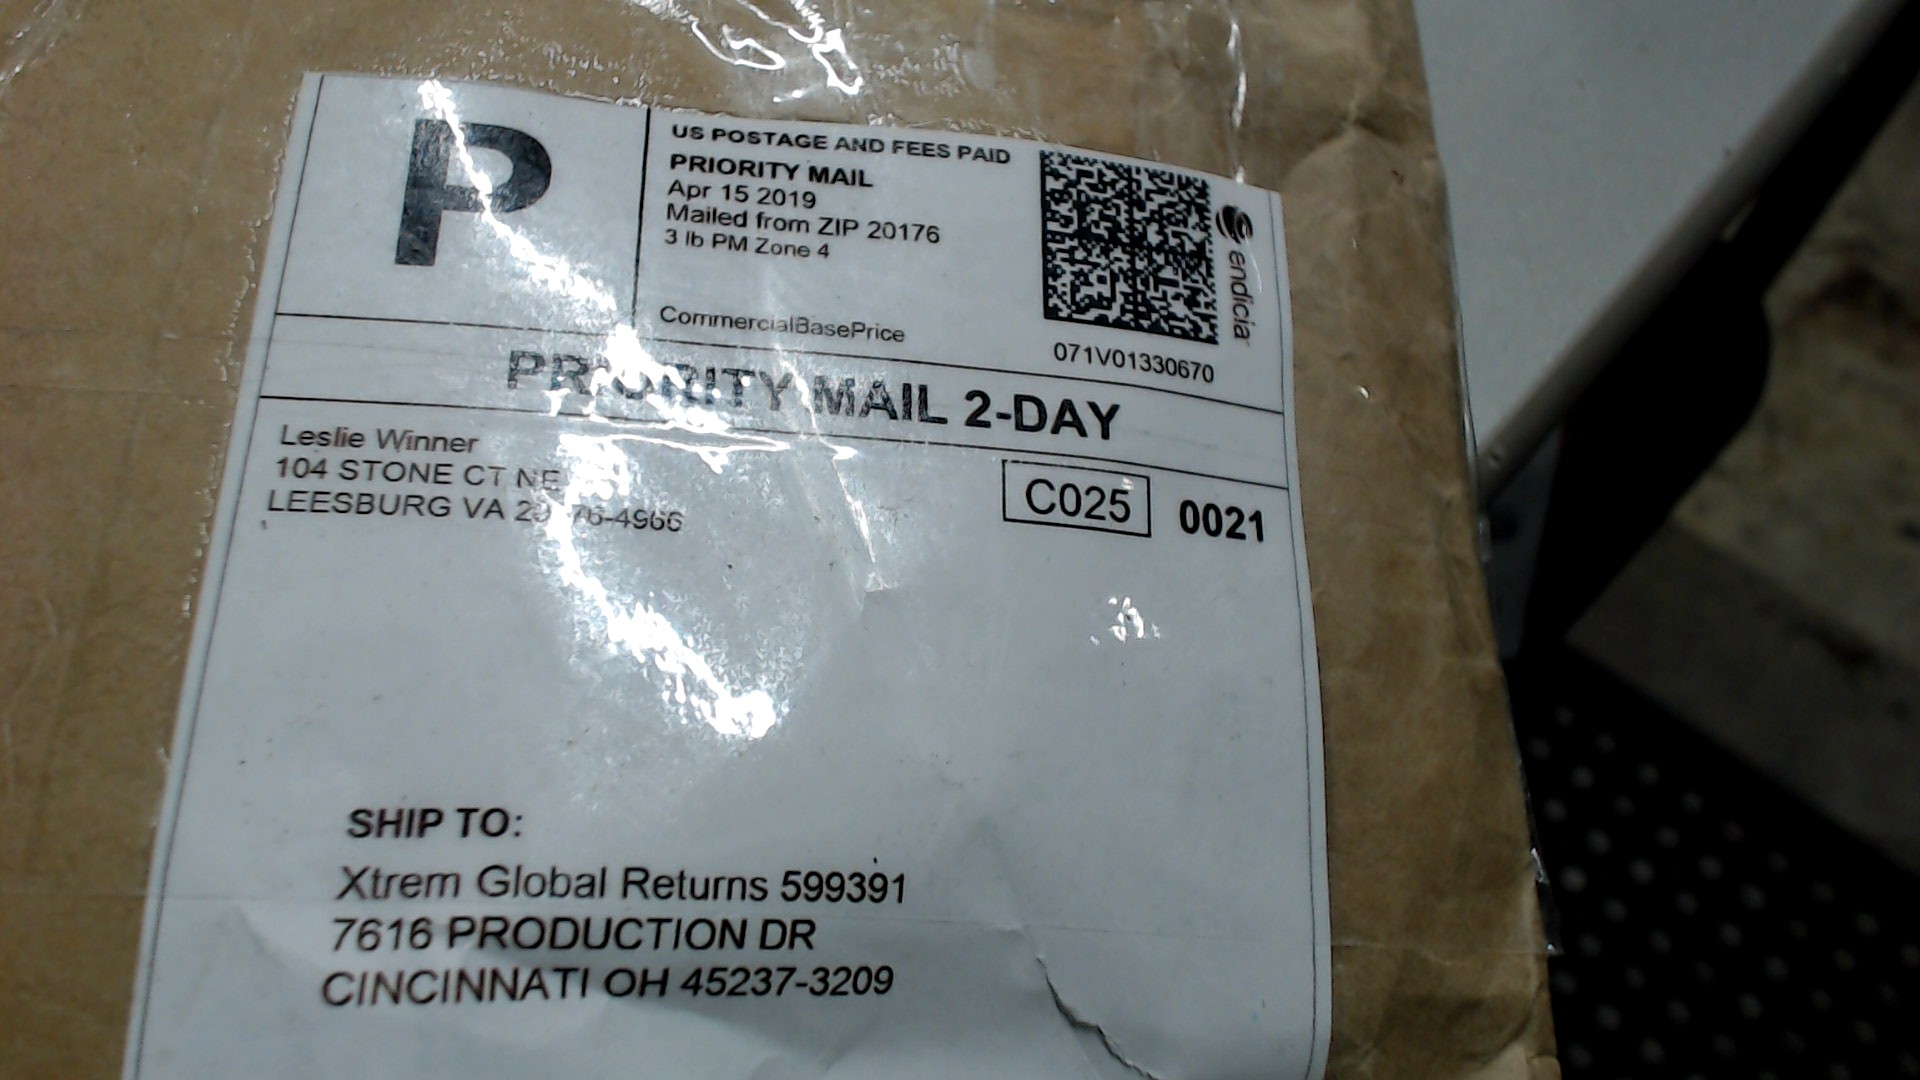 P
US POSTAGE AND FEES PAID
PRIORITY MAIL
Apr 15 2019
Mailed from ZIP 20176
3 lb PM Zone 4
CommercialBasePrice
endicia
071V01330670
PRIORITY MAIL 2-DAY
Leslie Winner
104 STONE CT NE
LEESBURG VA
C025
0021
SHIP TO:
Xtrem Global Returns 599391
7616 PRODUCTION DR
CINCINNATI OH 45237-3209